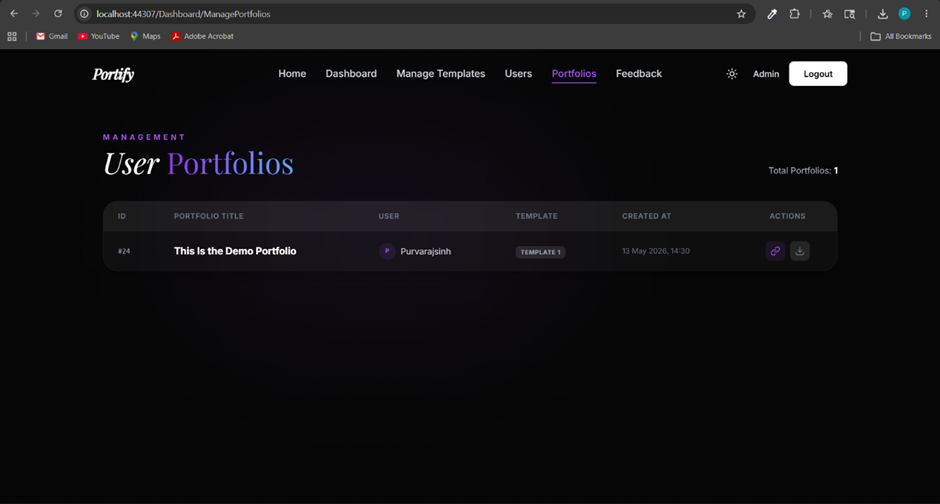 localhost:44307/Dashboard/ManagePortfolios
P
Gmail YouTube Maps Adobe Acrobat All Bookmarks
Portify Home Dashboard Manage Templates Users Portfolios Feedback Admin Logout
MANAGEMENT
User Portfolios
Total Portfolios: 1
ID PORTFOLIO TITLE USER TEMPLATE CREATED AT ACTIONS
#24 This Is the Demo Portfolio P Purvarajsinh TEMPLATE 1 13 May 2026, 14:30